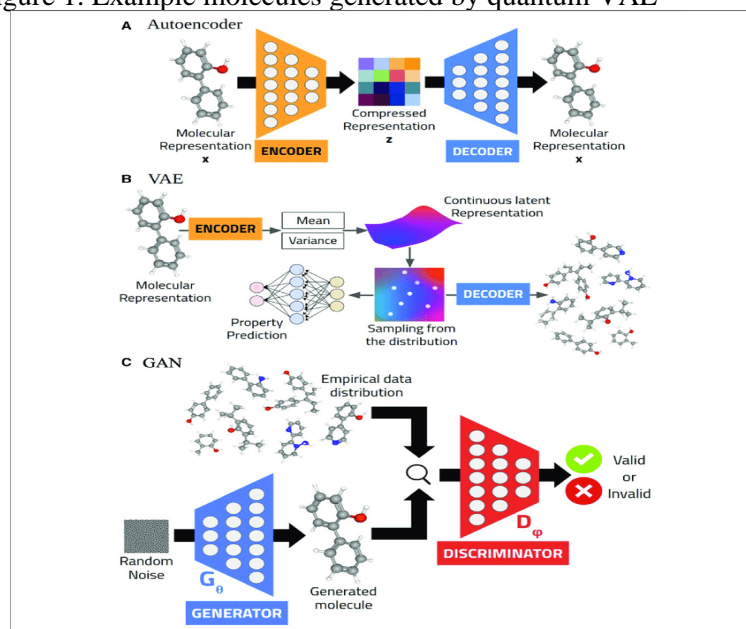 igure 1. Example molecules generated by quantum VAE
A Autoencoder
Molecular
Representation
x
ENCODER
Compressed
Representation
z
DECODER
Molecular
Representation
x
B VAE
Molecular
Representation
ENCODER
Mean
Variance
Continuous latent
Representation
Property
Prediction
Sampling from
the distribution
DECODER
C GAN
Empirical data
distribution
Random
Noise
Gθ
GENERATOR
Generated
molecule
Dφ
DISCRIMINATOR
Valid
or
Invalid